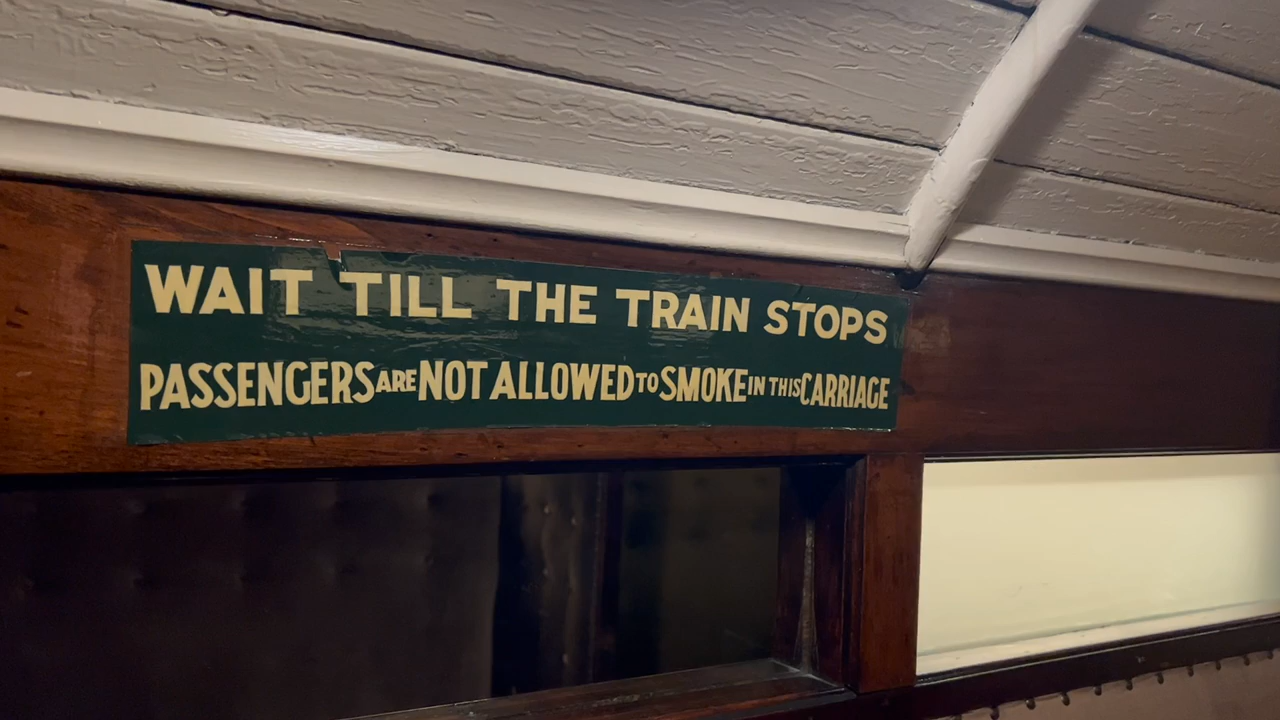 WAIT TILL THE TRAIN STOPS
PASSENGERS ARE NOT ALLOWED TO SMOKE IN THIS CARRIAGE